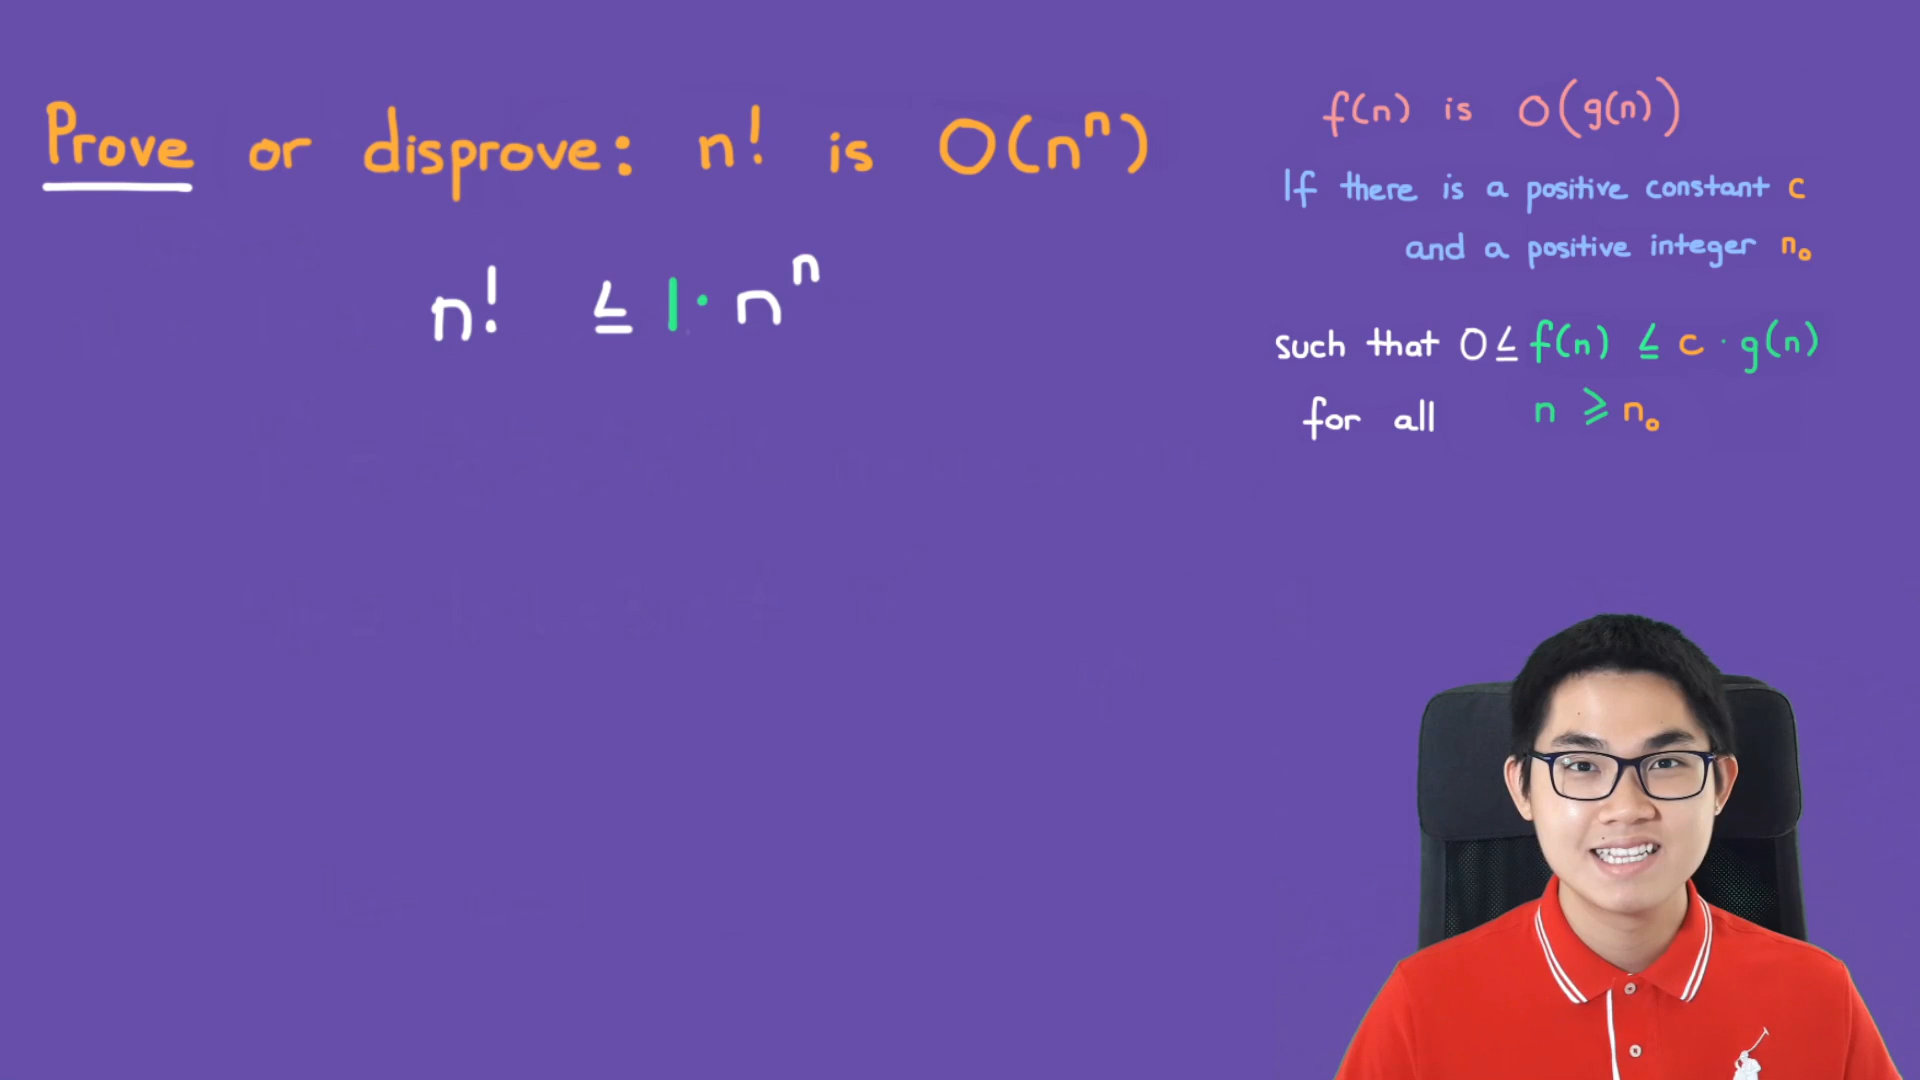 Prove or disprove: n! is O(nⁿ)
n! ≤ 1 · nⁿ
f(n) is O(g(n))
If there is a positive constant c
and a positive integer n₀
such that 0 ≤ f(n) ≤ c · g(n)
for all n ≥ n₀